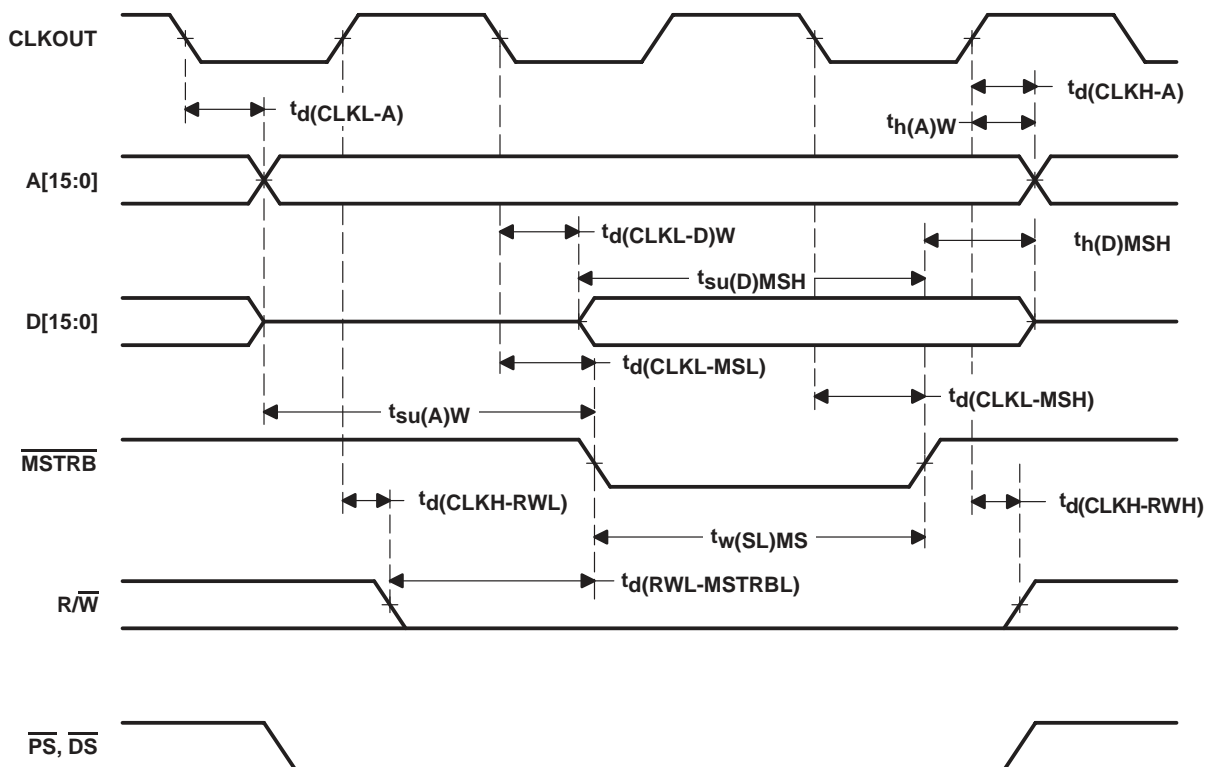 CLKOUT
td(CLKL-A)
td(CLKH-A)
th(A)W
A[15:0]
td(CLKL-D)W
th(D)MSH
tsu(D)MSH
D[15:0]
td(CLKL-MSL)
td(CLKL-MSH)
tsu(A)W
MSTRB
td(CLKH-RWL)
td(CLKH-RWH)
tw(SL)MS
td(RWL-MSTRBL)
R/W
PS, DS